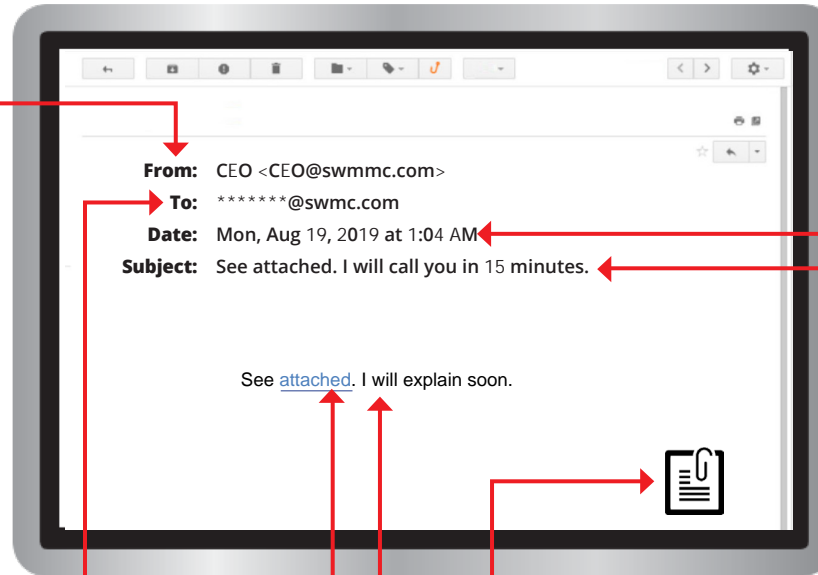 From: CEO <CEO@swmmc.com>
To: *******@swmc.com
Date: Mon, Aug 19, 2019 at 1:04 AM
Subject: See attached. I will call you in 15 minutes.
See attached. I will explain soon.